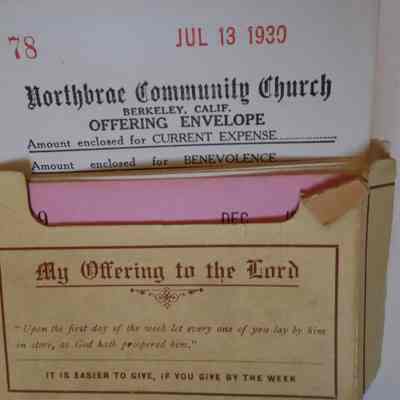 78
JUL 13 1930
Northbrae Community Church
BERKELEY, CALIF.
OFFERING ENVELOPE
Amount enclosed for CURRENT EXPENSE
Amount enclosed for BENEVOLENCE
DEC
My Offering to the Lord
"Upon the first day of the week let every one of you lay by him
in store, as God hath prospered him."
IT IS EASIER TO GIVE, IF YOU GIVE BY THE WEEK